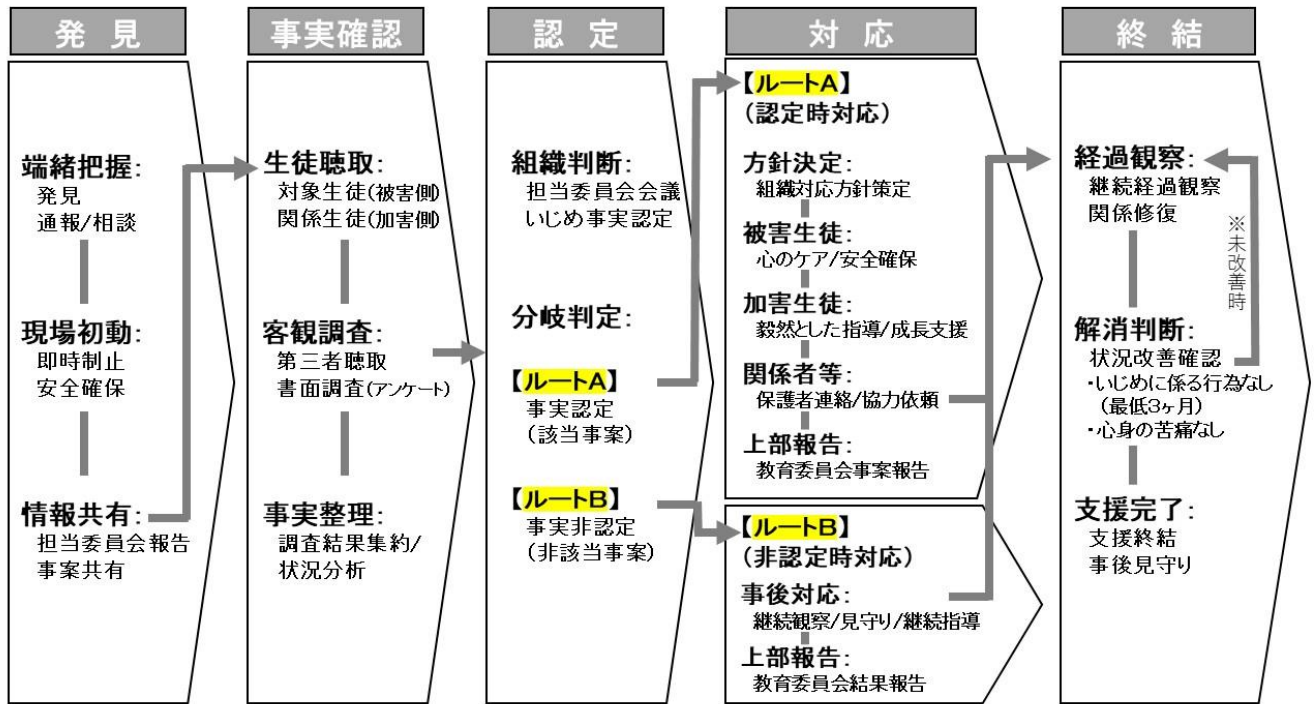 発 見
端緒把握:
発見
通報/相談
現場初動:
即時制止
安全確保
情報共有:
担当委員会報告
事案共有
事実確認
生徒聴取:
対象生徒(被害側)
関係生徒(加害側)
客観調査:
第三者聴取
書面調査(アンケート)
事実整理:
調査結果集約/
状況分析
認 定
組織判断:
担当委員会会議
いじめ事実認定
分岐判定:
【ルートA】
事実認定
(該当事案)
【ルートB】
事実非認定
(非該当事案)
対 応
【ルートA】
(認定時対応)
方針決定:
組織対応方針策定
被害生徒:
心のケア/安全確保
加害生徒:
毅然とした指導/成長支援
関係者等:
保護者連絡/協力依頼
上部報告:
教育委員会事案報告
【ルートB】
(非認定時対応)
事後対応:
継続観察/見守り/継続指導
上部報告:
教育委員会結果報告
終 結
経過観察:
継続経過観察
関係修復
※未改善時
解消判断:
状況改善確認
・いじめに係る行為なし
(最低3ヶ月)
・心身の苦痛なし
支援完了:
支援終結
事後見守り